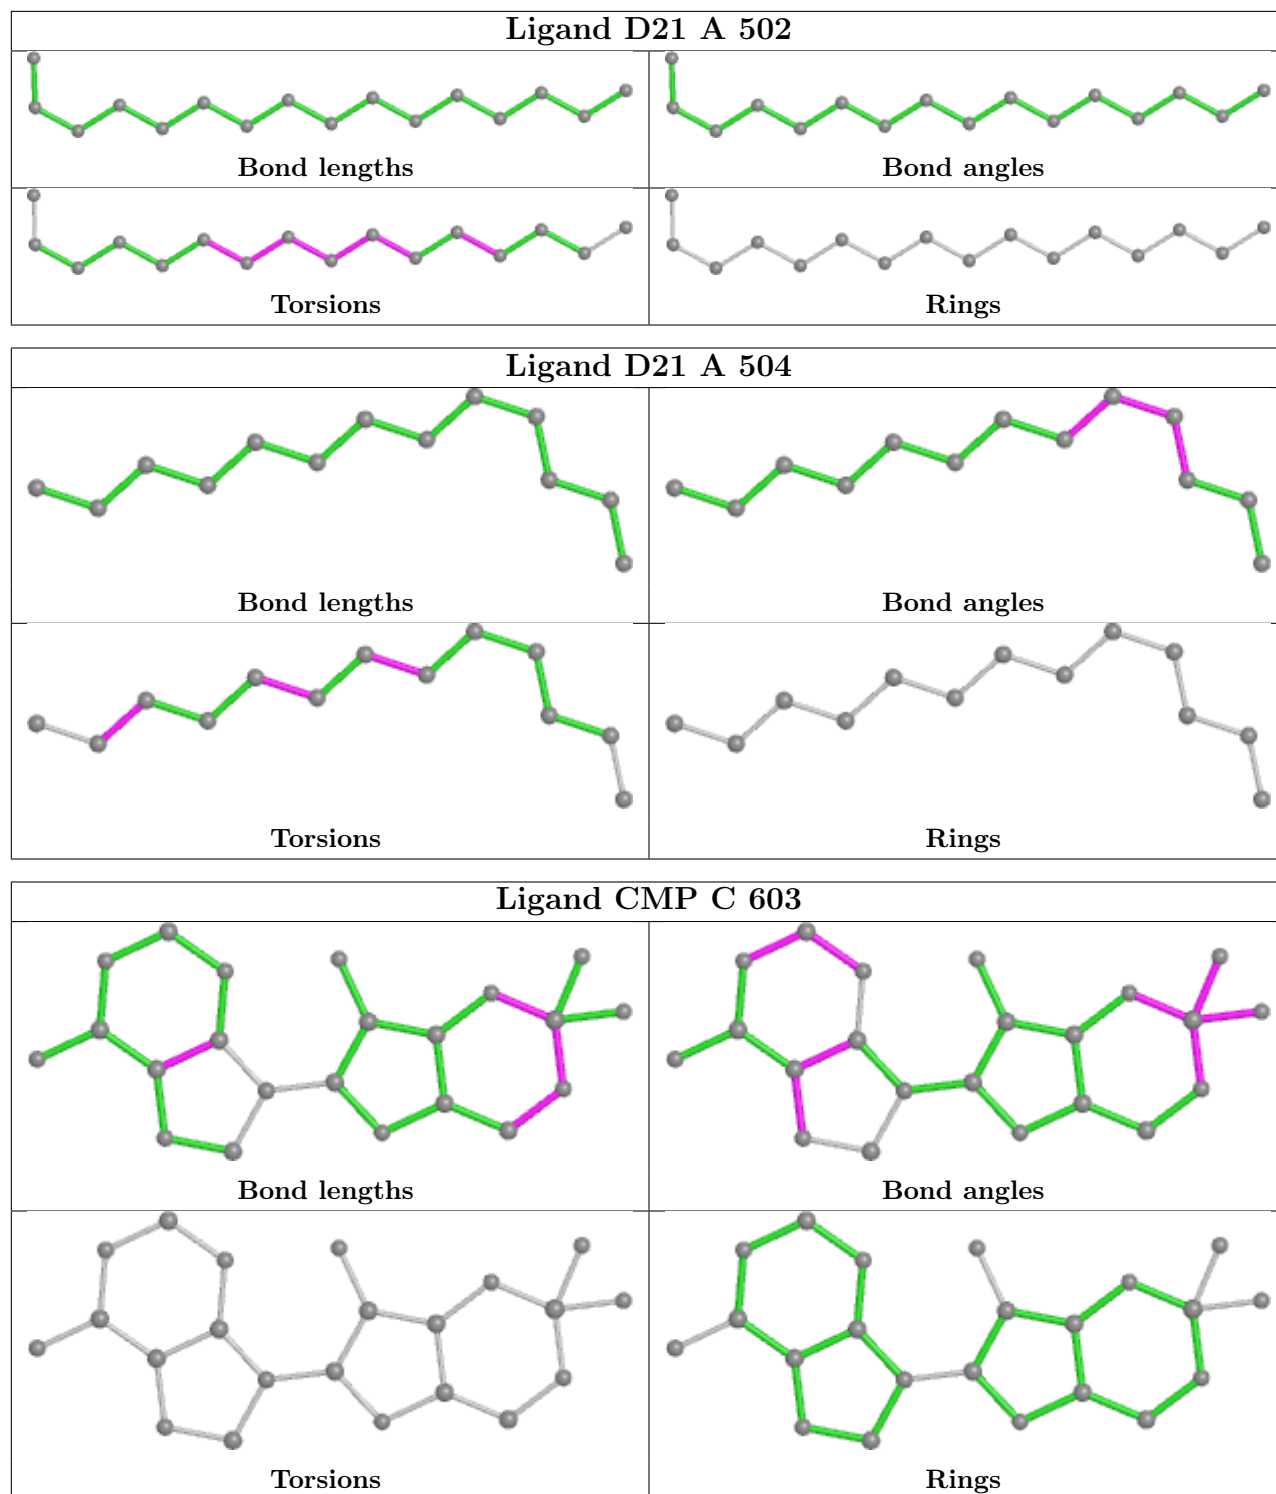 Ligand D21 A 502
Bond lengths
Bond angles
Torsions
Rings
Ligand D21 A 504
Bond lengths
Bond angles
Torsions
Rings
Ligand CMP C 603
Bond lengths
Bond angles
Torsions
Rings